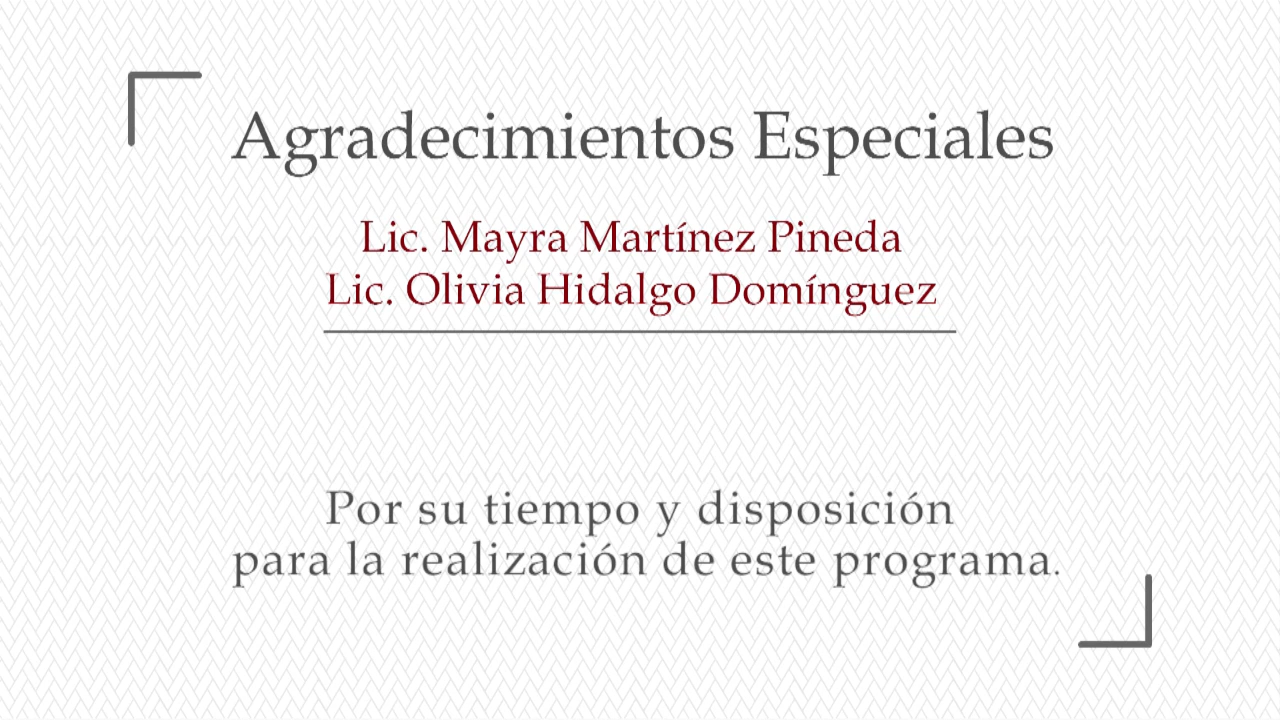 Agradecimientos Especiales
Lic. Mayra Martínez Pineda
Lic. Olivia Hidalgo Domínguez
Por su tiempo y disposición
para la realización de este programa.